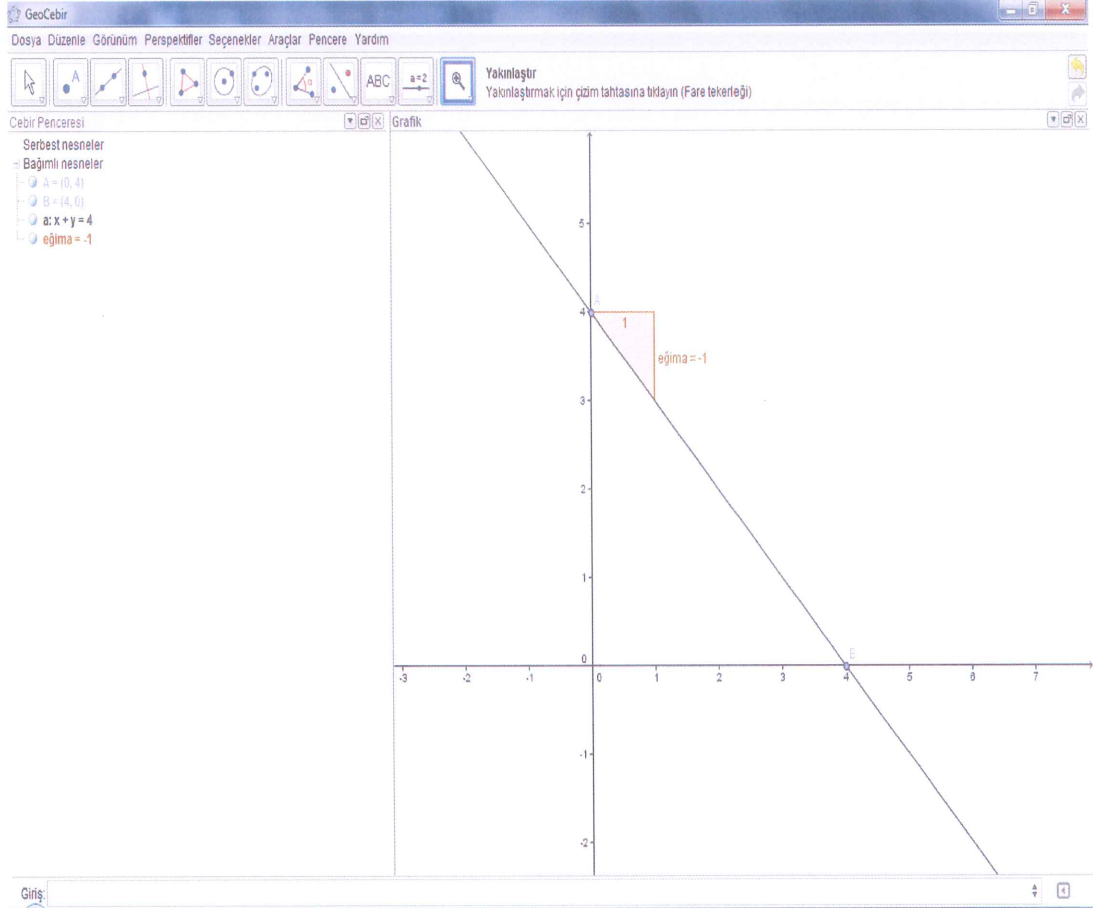 GeoCebir
Dosya Düzenle Görünüm Perspektifler Seçenekler Araçlar Pencere Yardım
A
α
ABC
a=2
Yakınlaştır
Yakınlaştırmak için çizim tahtasına tıklayın (Fare tekerleği)
Cebir Penceresi
Grafik
Serbest nesneler
Bağımlı nesneler
A = (0, 4)
B = (4, 0)
a: x + y = 4
eğima = -1
5
A
4
1
eğima = -1
3
2
1
B
0
-3 -2 -1 0 1 2 3 4 5 6 7
-1
-2
Giriş: